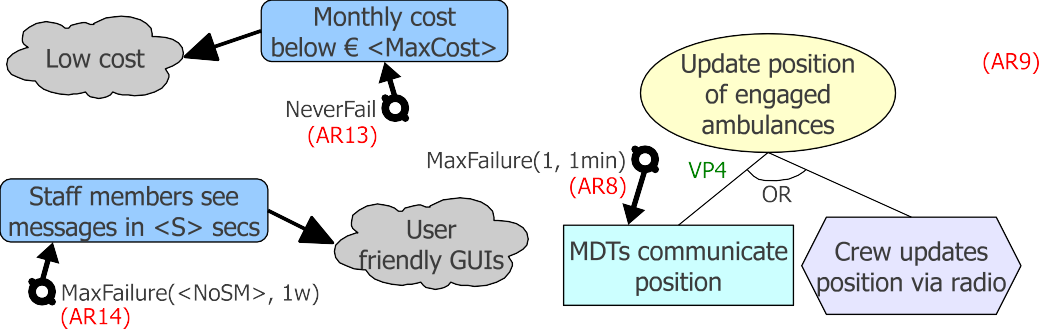 Low cost
Monthly cost
below € <MaxCost>
NeverFail
(AR13)
Staff members see
messages in <S> secs
User
friendly GUIs
MaxFailure(<NoSM>, 1w)
(AR14)
Update position
of engaged
ambulances
(AR9)
MaxFailure(1, 1min)
(AR8)
VP4
OR
MDTs communicate
position
Crew updates
position via radio